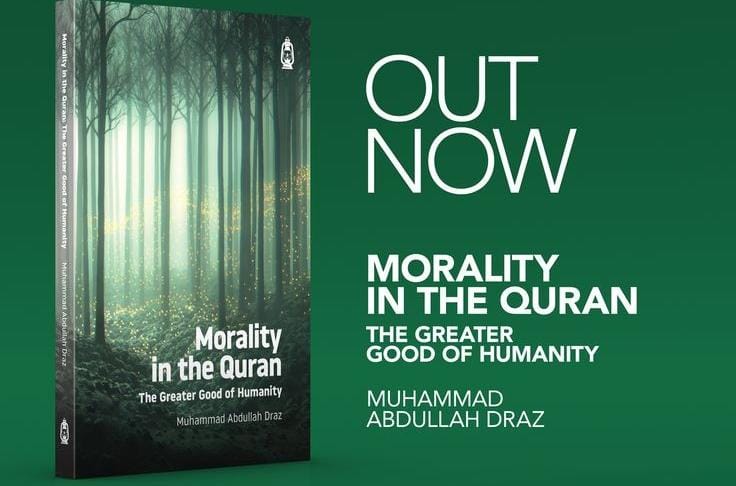 Morality in the Quran: The Greater Good of Humanity
Muhammad Abdullah Draz
Morality
in the Quran
The Greater Good of Humanity
Muhammad Abdullah Draz
OUT
NOW
MORALITY
IN THE QURAN
THE GREATER
GOOD OF HUMANITY
MUHAMMAD
ABDULLAH DRAZ